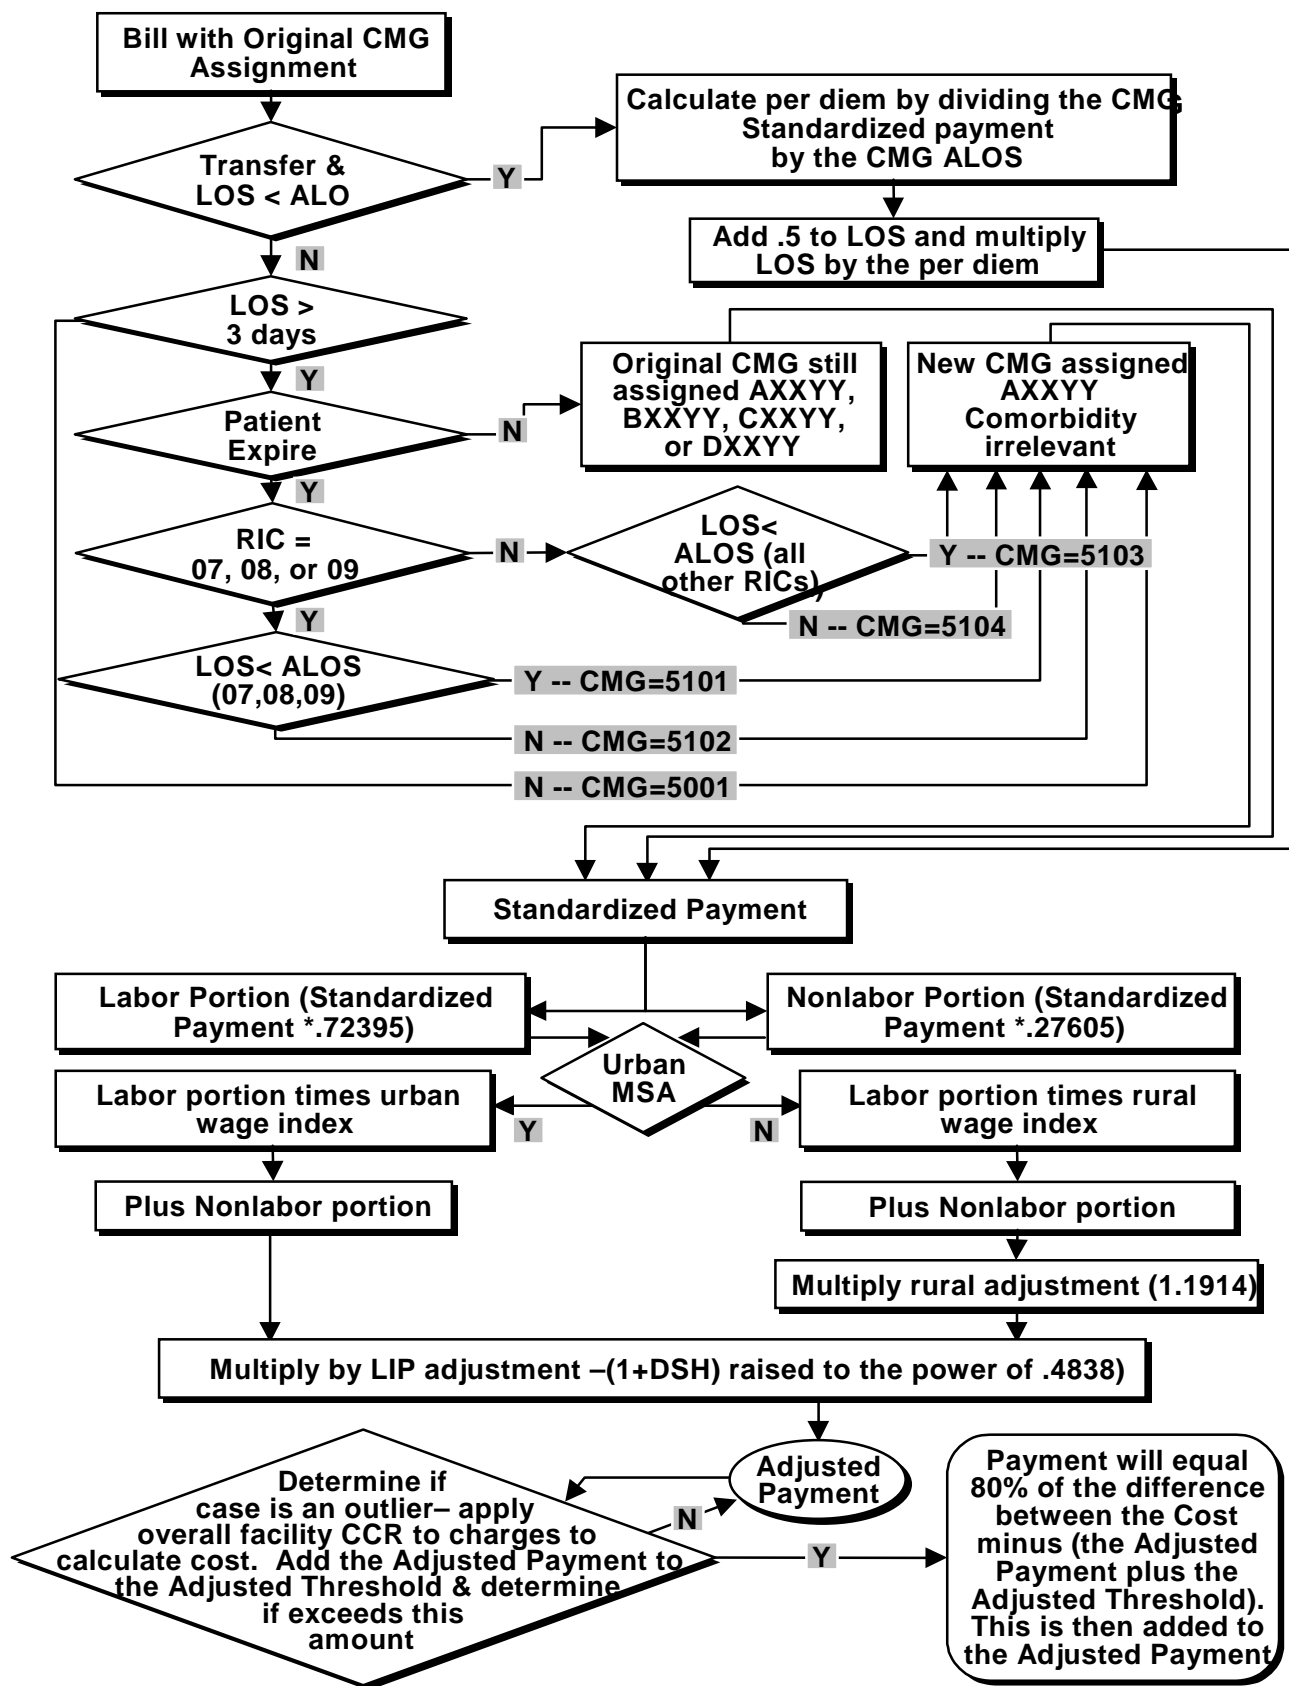 Bill with Original CMG
Assignment
Calculate per diem by dividing the CMG
Standardized payment
by the CMG ALOS
Transfer &
LOS < ALO
Y
Add .5 to LOS and multiply
LOS by the per diem
N
LOS >
3 days
Y
Original CMG still
assigned AXXYY,
BXXYY, CXXYY,
or DXXYY
New CMG assigned
AXXYY
Comorbidity
irrelevant
Patient
Expire
N
Y
RIC =
07, 08, or 09
N
LOS<
ALOS (all
other RICs)
Y -- CMG=5103
N -- CMG=5104
Y
LOS< ALOS
(07,08,09)
Y -- CMG=5101
N -- CMG=5102
N -- CMG=5001
Standardized Payment
Labor Portion (Standardized
Payment *.72395)
Nonlabor Portion (Standardized
Payment *.27605)
Urban
MSA
Labor portion times urban
wage index
Y
N
Labor portion times rural
wage index
Plus Nonlabor portion
Plus Nonlabor portion
Multiply rural adjustment (1.1914)
Multiply by LIP adjustment –(1+DSH) raised to the power of .4838)
Adjusted
Payment
Determine if
case is an outlier– apply
overall facility CCR to charges to
calculate cost. Add the Adjusted Payment to
the Adjusted Threshold & determine
if exceeds this
amount
N
Y
Payment will equal
80% of the difference
between the Cost
minus (the Adjusted
Payment plus the
Adjusted Threshold).
This is then added to
the Adjusted Payment